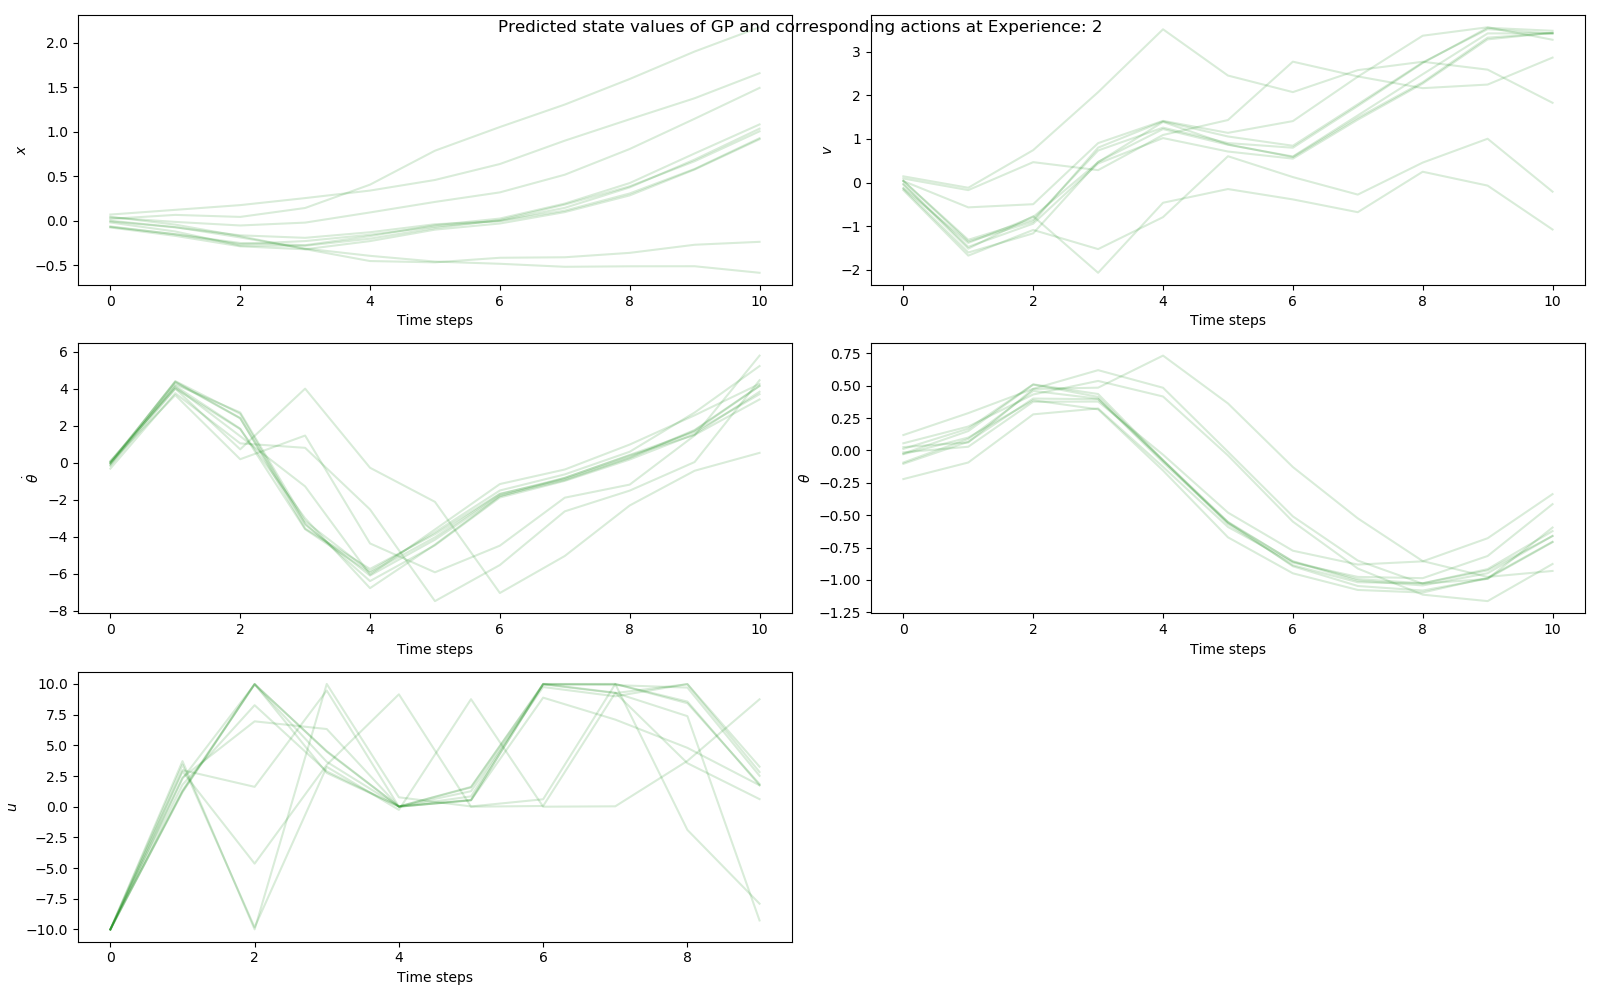 Predicted state values of GP and corresponding actions at Experience: 2
2.0
1.5
1.0
0.5
0.0
−0.5
x
0 2 4 6 8 10
Time steps
3
2
1
0
−1
−2
v
0 2 4 6 8 10
Time steps
6
4
2
0
−2
−4
−6
−8
θ̇
0 2 4 6 8 10
Time steps
0.75
0.50
0.25
0.00
−0.25
−0.50
−0.75
−1.00
−1.25
θ
0 2 4 6 8 10
Time steps
10.0
7.5
5.0
2.5
0.0
−2.5
−5.0
−7.5
−10.0
u
0 2 4 6 8
Time steps